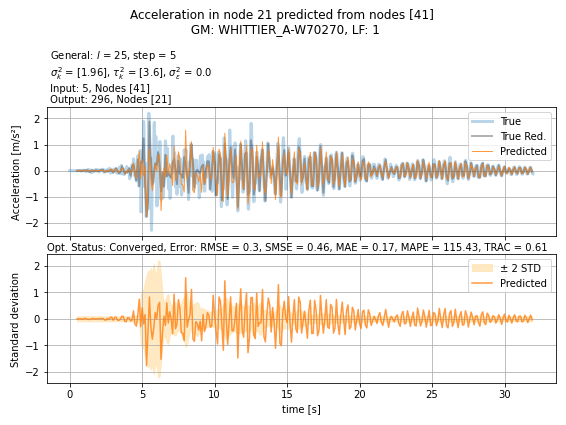 Acceleration in node 21 predicted from nodes [41]
GM: WHITTIER_A-W70270, LF: 1
General: l = 25, step = 5
σ²ₖ = [1.96], τ²ₖ = [3.6], σ²ε = 0.0
Input: 5, Nodes [41]
Output: 296, Nodes [21]
Acceleration [m/s²]
2
1
0
−1
−2
True
True Red.
Predicted
Opt. Status: Converged, Error: RMSE = 0.3, SMSE = 0.46, MAE = 0.17, MAPE = 115.43, TRAC = 0.61
Standard deviation
2
1
0
−1
−2
± 2 STD
Predicted
0 5 10 15 20 25 30
time [s]